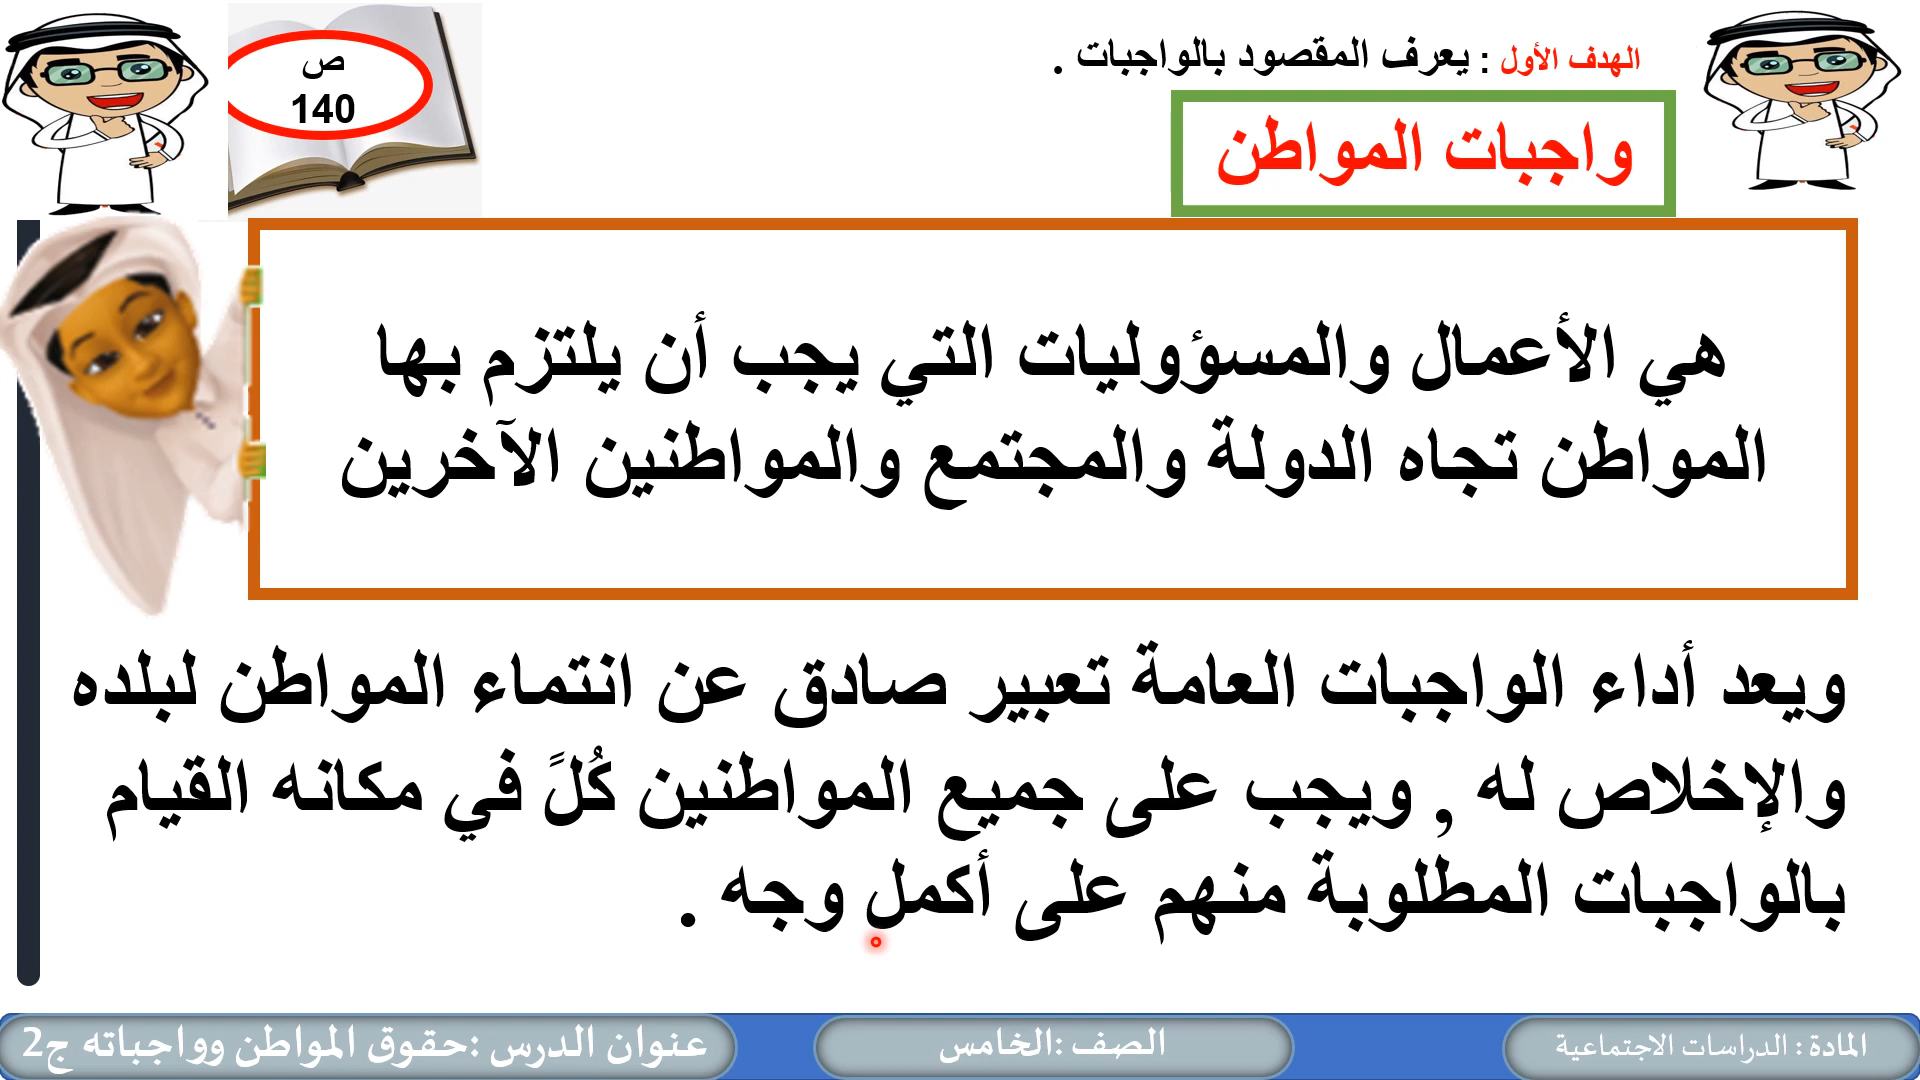 الهدف الأول : يعرف المقصود بالواجبات .
ص
140
واجبات المواطن
هي الأعمال والمسؤوليات التي يجب أن يلتزم بها
المواطن تجاه الدولة والمجتمع والمواطنين الآخرين
ويعد أداء الواجبات العامة تعبير صادق عن انتماء المواطن لبلده
والإخلاص له , ويجب على جميع المواطنين كُلً في مكانه القيام
بالواجبات المطلوبة منهم على أكمل وجه .
المادة : الدراسات الاجتماعية
الصف :الخامس
عنوان الدرس :حقوق المواطن وواجباته ج2